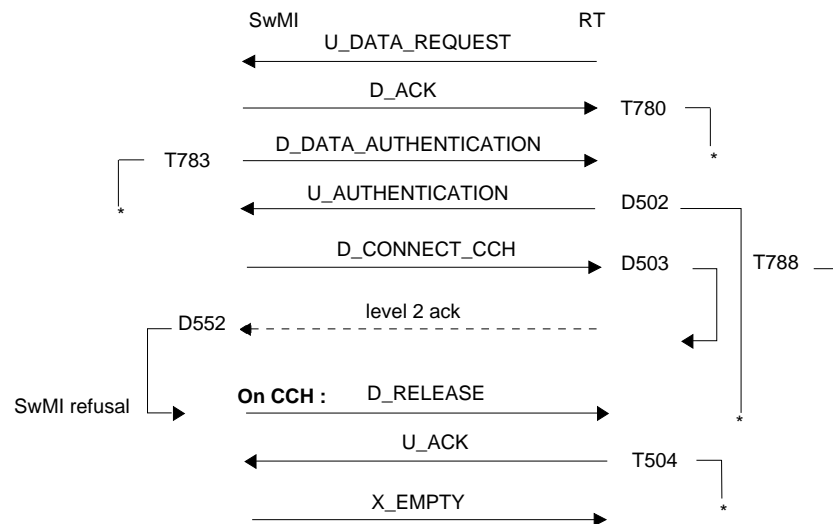 SwMI RT
U_DATA_REQUEST
D_ACK T780
*
T783 D_DATA_AUTHENTICATION
*
U_AUTHENTICATION D502
D_CONNECT_CCH D503 T788
D552 level 2 ack
SwMI refusal On CCH : D_RELEASE *
U_ACK T504
X_EMPTY *